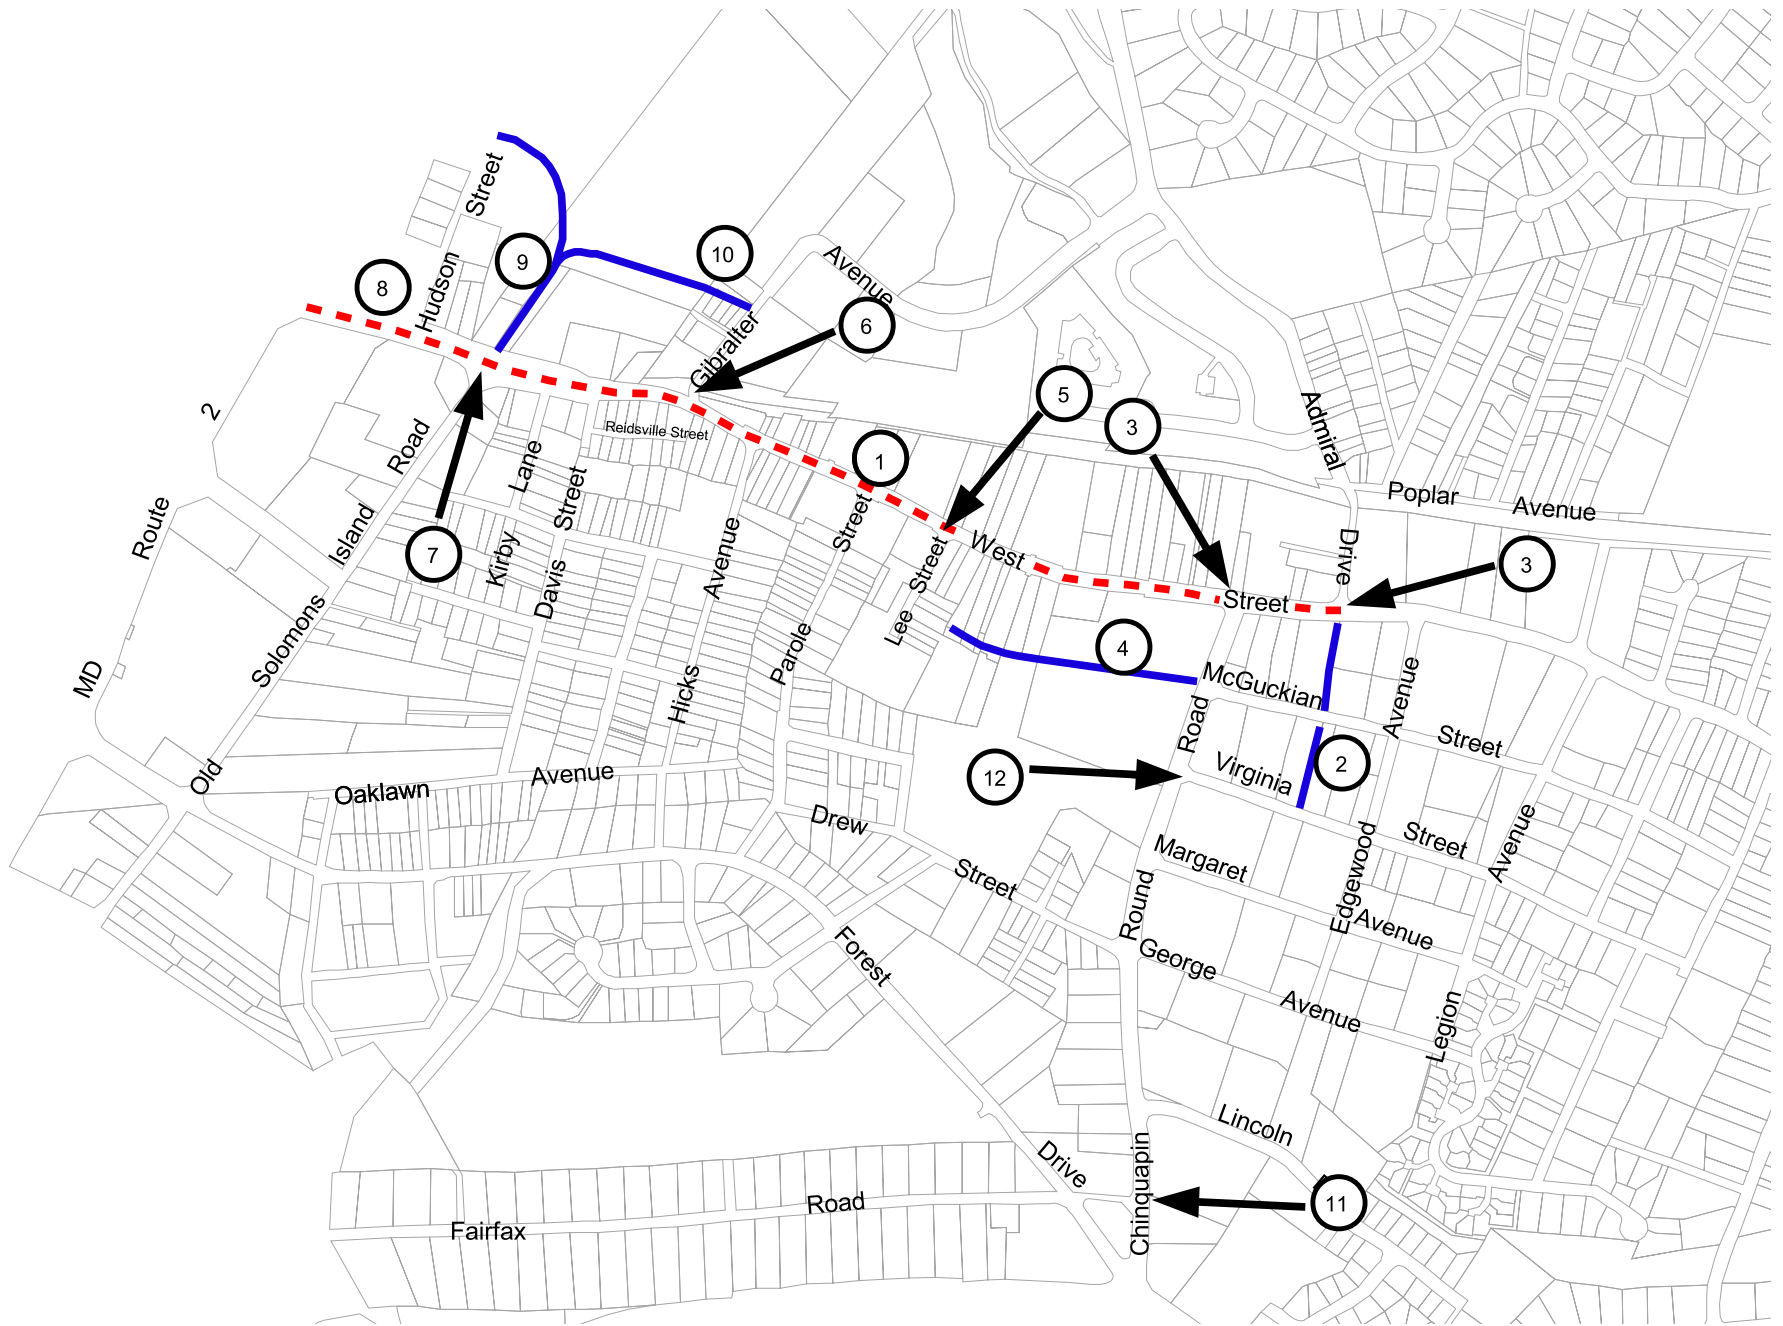 Street
Hudson
8
9
10
Avenue
Gibralter
6
2
Road
Island
Solomons
Old
Route
MD
7
Lane
Kirby
Street
Davis
Reidsville Street
Avenue
Hicks
1
Street
Parole
Street
Lee
5
3
West
Street
3
Admiral
Drive
Poplar
Avenue
4
McGuckian
Street
2
12
Virginia
Street
Avenue
Edgewood
Avenue
Legion
Road
Round
Chinquapin
Oaklawn
Avenue
Drew
Street
Margaret
Avenue
George
Avenue
Forest
Drive
Lincoln
11
Fairfax
Road